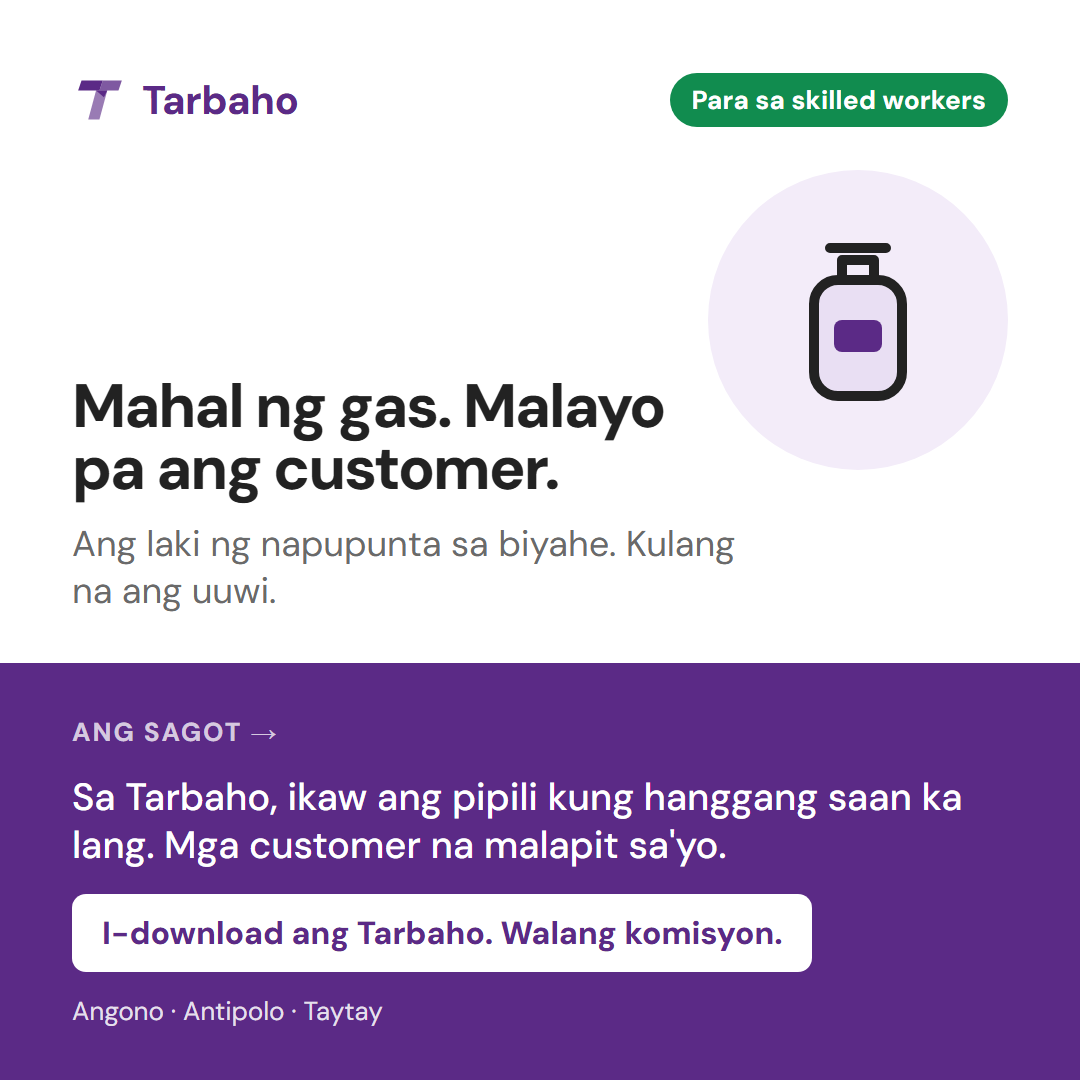 Tarbaho
Para sa skilled workers
Mahal ng gas. Malayo
pa ang customer.
Ang laki ng napupunta sa biyahe. Kulang
na ang uuwi.
ANG SAGOT →
Sa Tarbaho, ikaw ang pipili kung hanggang saan ka
lang. Mga customer na malapit sa'yo.
I-download ang Tarbaho. Walang komisyon.
Angono · Antipolo · Taytay